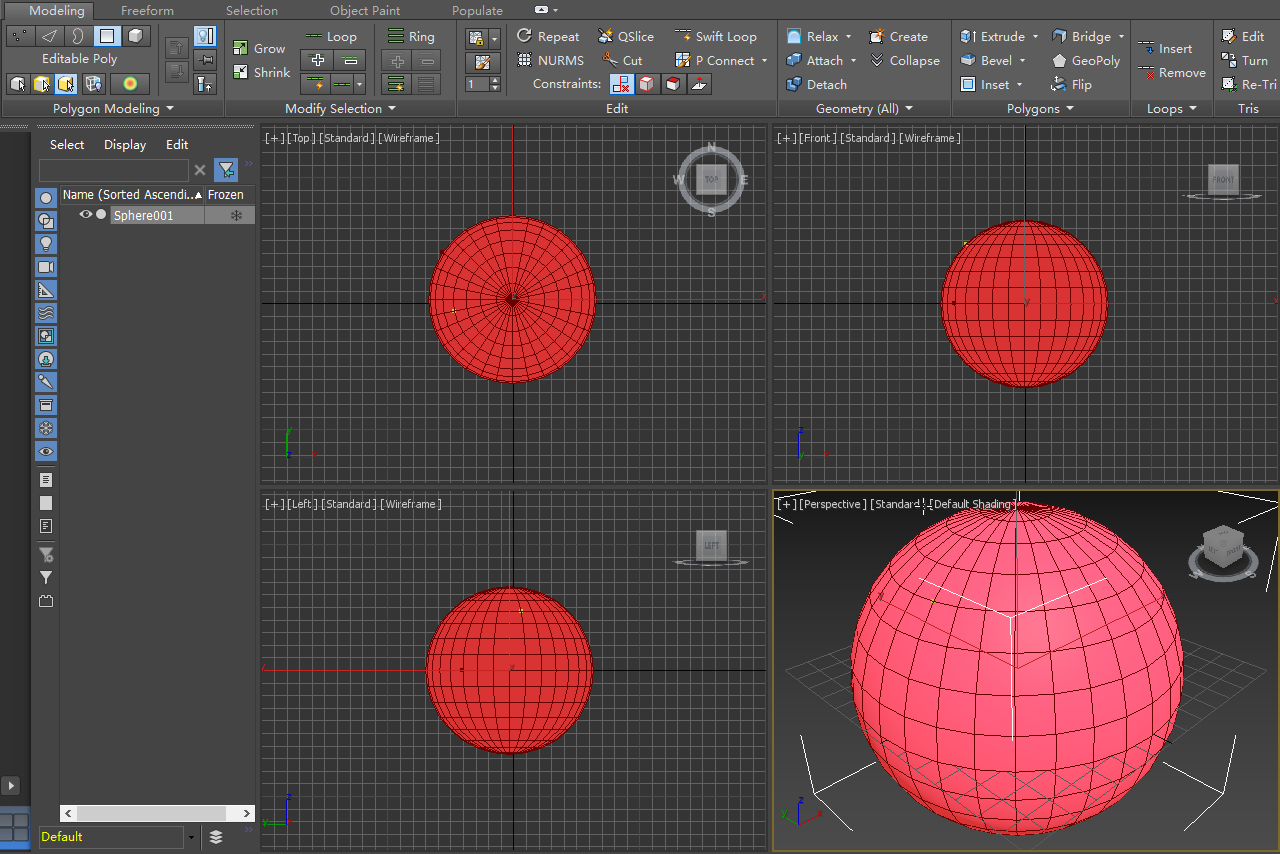 Modeling Freeform Selection Object Paint Populate
Loop Ring Repeat QSlice Swift Loop Relax Create Extrude Bridge Edit
Editable Poly Grow NURMS Cut P Connect Attach Collapse Bevel GeoPoly Insert Turn
Shrink 1 Constraints: Detach Inset Flip Remove Re-Tri
Polygon Modeling Modify Selection Edit Geometry (All) Polygons Loops Tris
Select Display Edit
Name (Sorted Ascendi... Frozen
Sphere001
[+] [Top] [Standard] [Wireframe]
N
W TOP E
S
[+] [Front] [Standard] [Wireframe]
FRONT
[+] [Left] [Standard] [Wireframe]
LEFT
[+] [Perspective] [Standard] [Default Shading]
Default